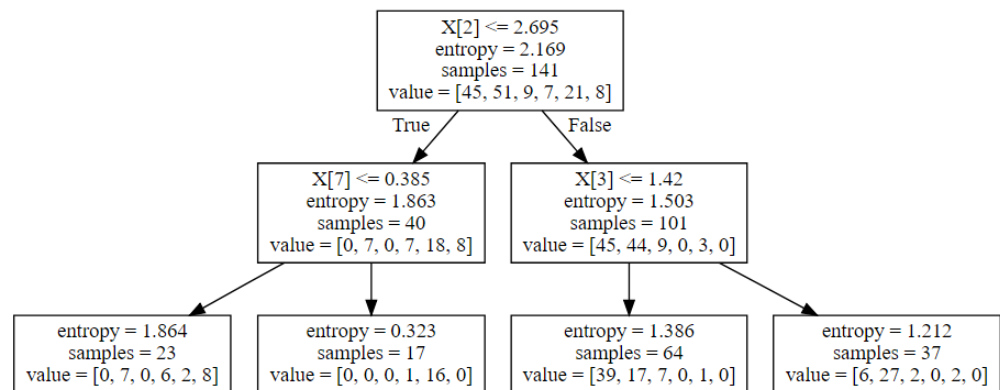 X[2] <= 2.695
entropy = 2.169
samples = 141
value = [45, 51, 9, 7, 21, 8]
True
False
X[7] <= 0.385
entropy = 1.863
samples = 40
value = [0, 7, 0, 7, 18, 8]
X[3] <= 1.42
entropy = 1.503
samples = 101
value = [45, 44, 9, 0, 3, 0]
entropy = 1.864
samples = 23
value = [0, 7, 0, 6, 2, 8]
entropy = 0.323
samples = 17
value = [0, 0, 0, 1, 16, 0]
entropy = 1.386
samples = 64
value = [39, 17, 7, 0, 1, 0]
entropy = 1.212
samples = 37
value = [6, 27, 2, 0, 2, 0]